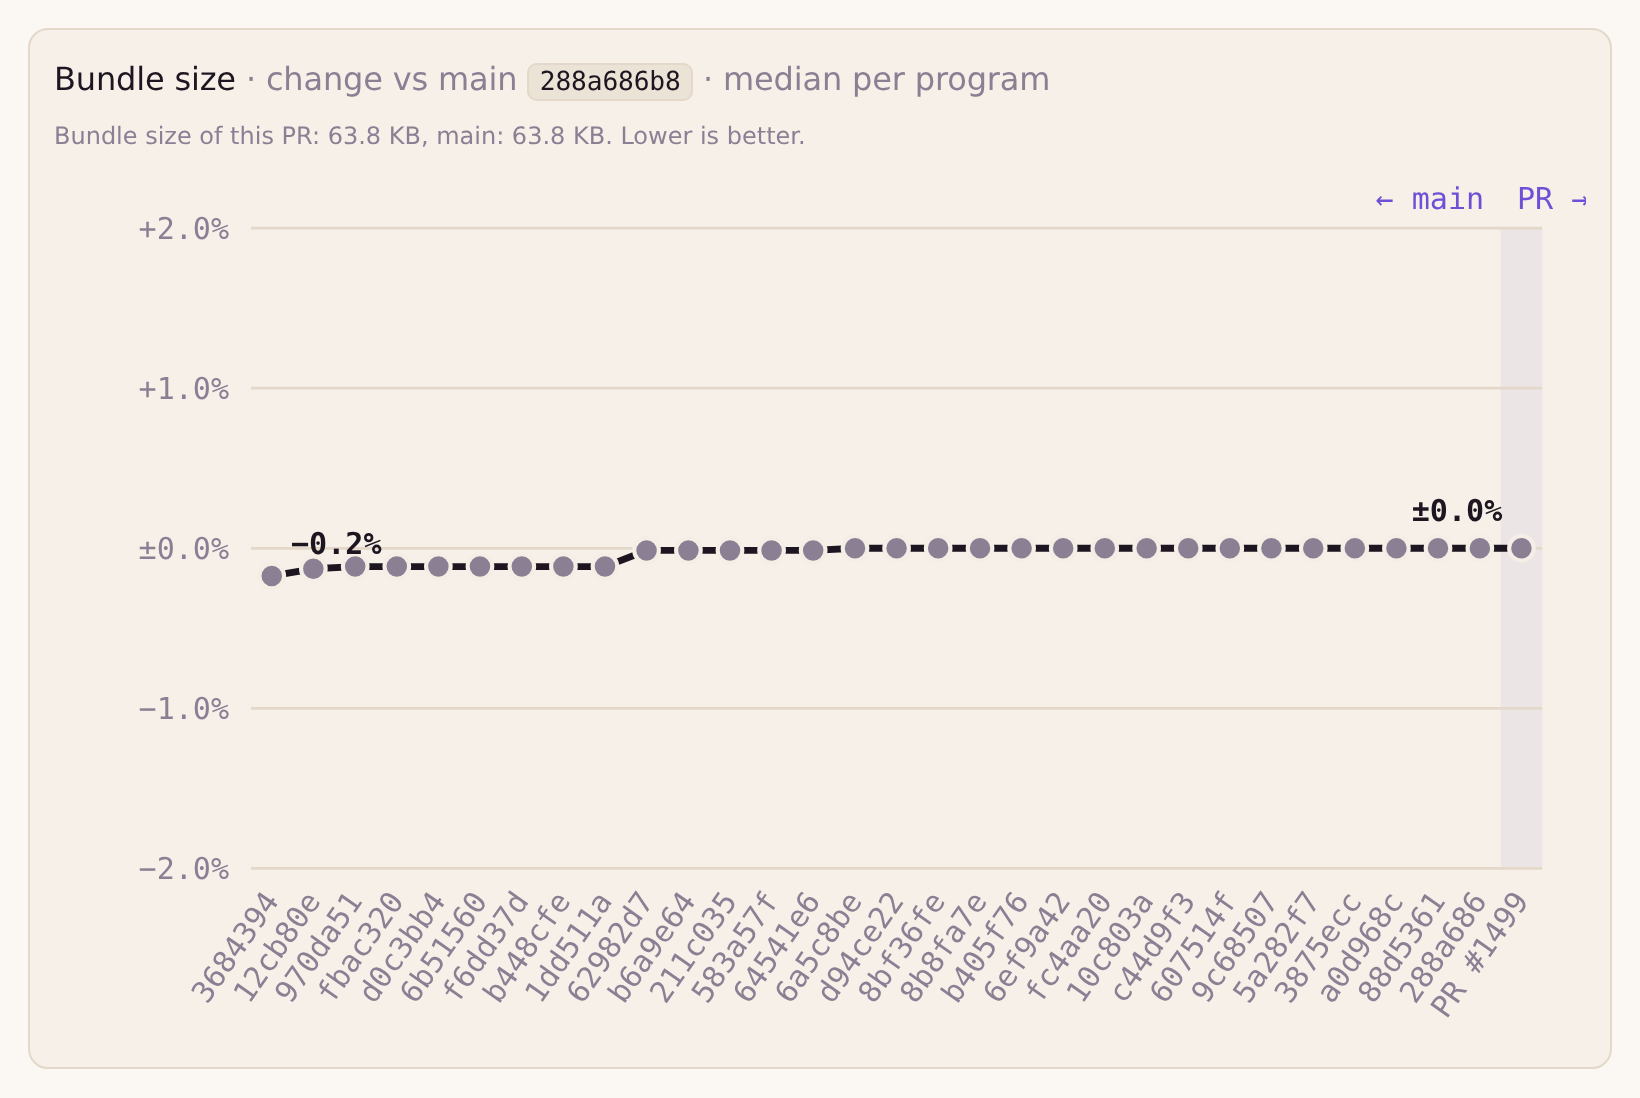 Bundle size · change vs main 288a686b8 · median per program
Bundle size of this PR: 63.8 KB, main: 63.8 KB. Lower is better.
← main PR →
+2.0%
+1.0%
±0.0%
−1.0%
−2.0%
−0.2%
±0.0%
3684394
12cb80e
970da51
fbac320
d0c3bb4
6b51560
f6dd37d
b448cfe
1dd511a
62982d7
b6a9e64
211c035
583a57f
64541e6
6a5c8be
d94ce22
8bf36fe
8b8fa7e
b405f76
6ef9a42
fc4aa20
10c803a
c44d9f3
607514f
9c68507
5a282f7
3875ecc
a0d968c
88d5361
288a686
PR #1499